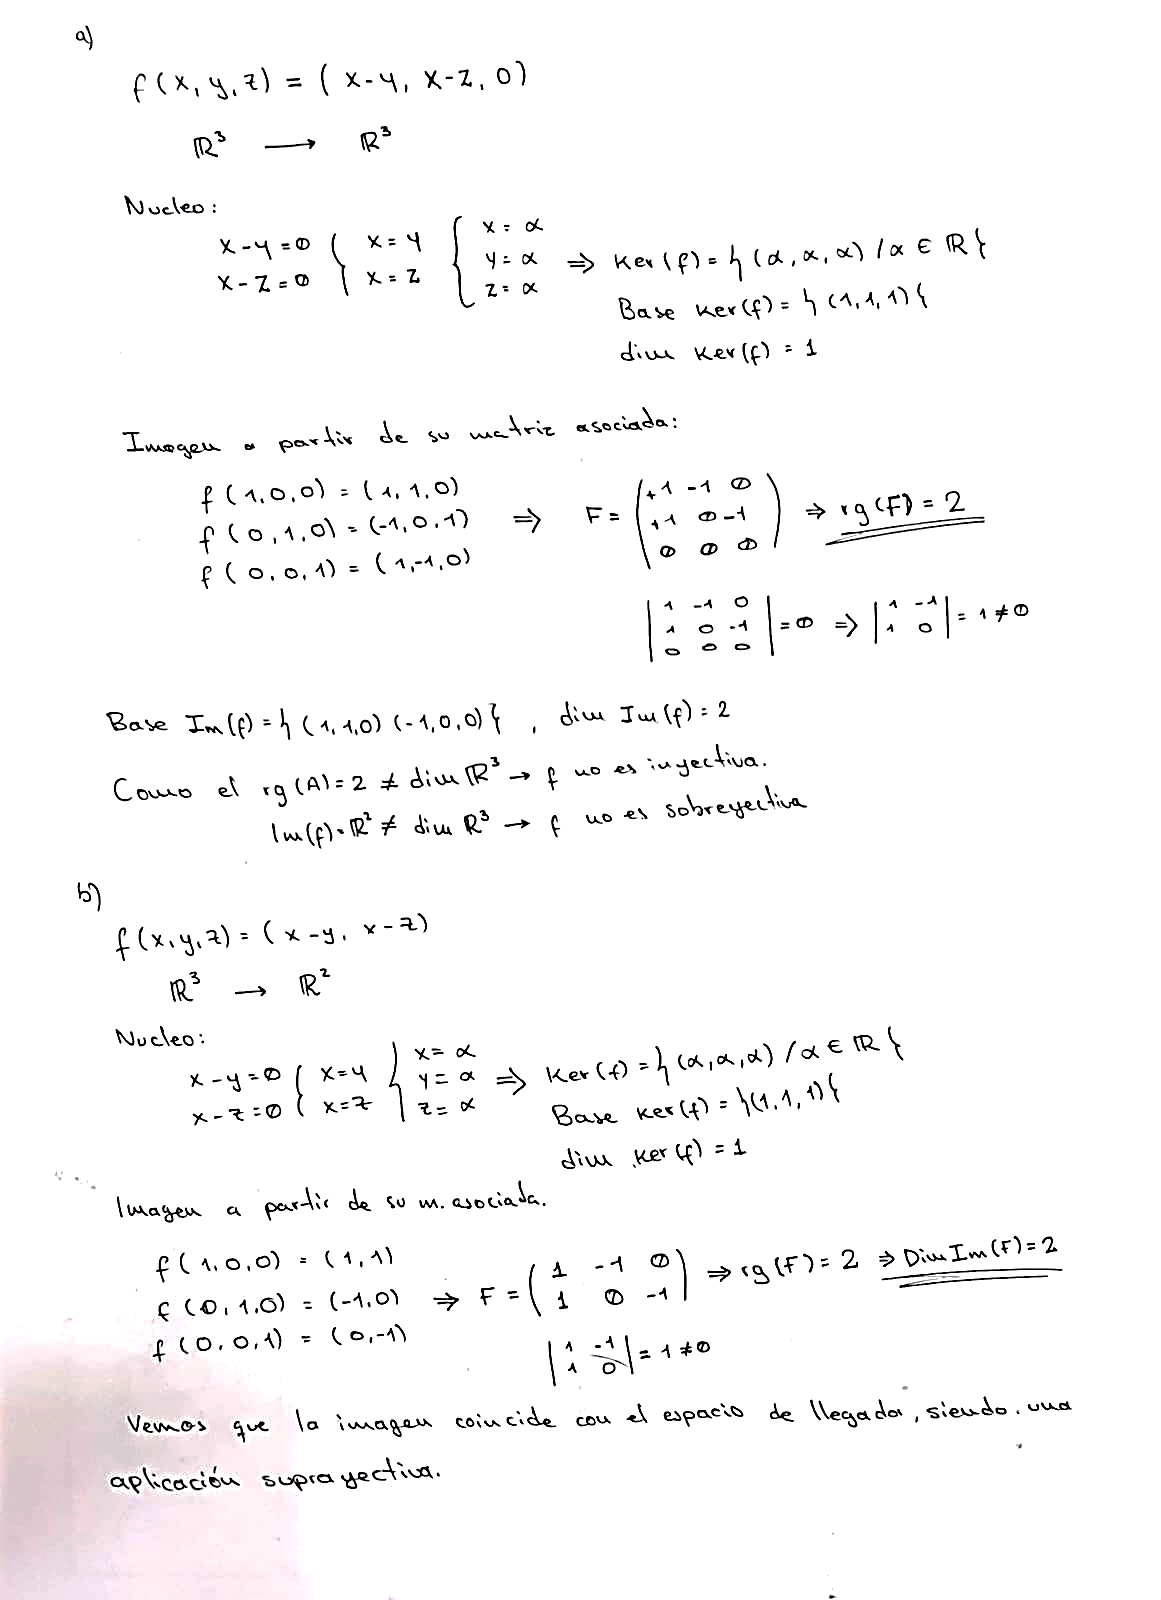 a)
f(x, y, z) = (x-y, x-z, 0)
ℝ³ ⟶ ℝ³
Nucleo:
x-y=0 } x=y { x=α
x-z=0 } x=z { y=α ⇒ Ker(f) = {(α, α, α) / α ∈ ℝ}
z=α
Base Ker(f) = {(1,1,1)}
dim Ker(f) = 1
Imagen a partir de su matriz asociada:
f(1,0,0) = (1,1,0)
f(0,1,0) = (-1,0,1) ⇒ F = (+1 -1 0 / +1 0 -1 / 0 0 0) ⇒ rg(F) = 2
f(0,0,1) = (1,-1,0)
|1 -1 0 / 1 0 -1 / 0 0 0| = 0 ⇒ |1 -1 / 1 0| = 1 ≠ 0
Base Im(f) = {(1,1,0) (-1,0,0)}, dim Im(f) = 2
Como el rg(A) = 2 ≠ dim ℝ³ → f no es inyectiva.
Im(f) = ℝ² ≠ dim ℝ³ → f no es sobreyectiva
b)
f(x,y,z) = (x-y, x-z)
ℝ³ → ℝ²
Nucleo:
x-y=0 { x=y { x=α
x-z=0 { x=z { y=α ⇒ Ker(f) = {(α,α,α) / α ∈ ℝ}
z=α
Base Ker(f) = {(1,1,1)}
dim Ker(f) = 1
Imagen a partir de su m. asociada.
f(1,0,0) = (1,1)
f(0,1,0) = (-1,0) ⇒ F = (1 -1 0 / 1 0 -1) ⇒ rg(F) = 2 ⇒ Dim Im(F) = 2
f(0,0,1) = (0,-1)
|1 -1 / 1 0| = 1 ≠ 0
Vemos que la imagen coincide con el espacio de llegada, siendo una
aplicación suprayectiva.